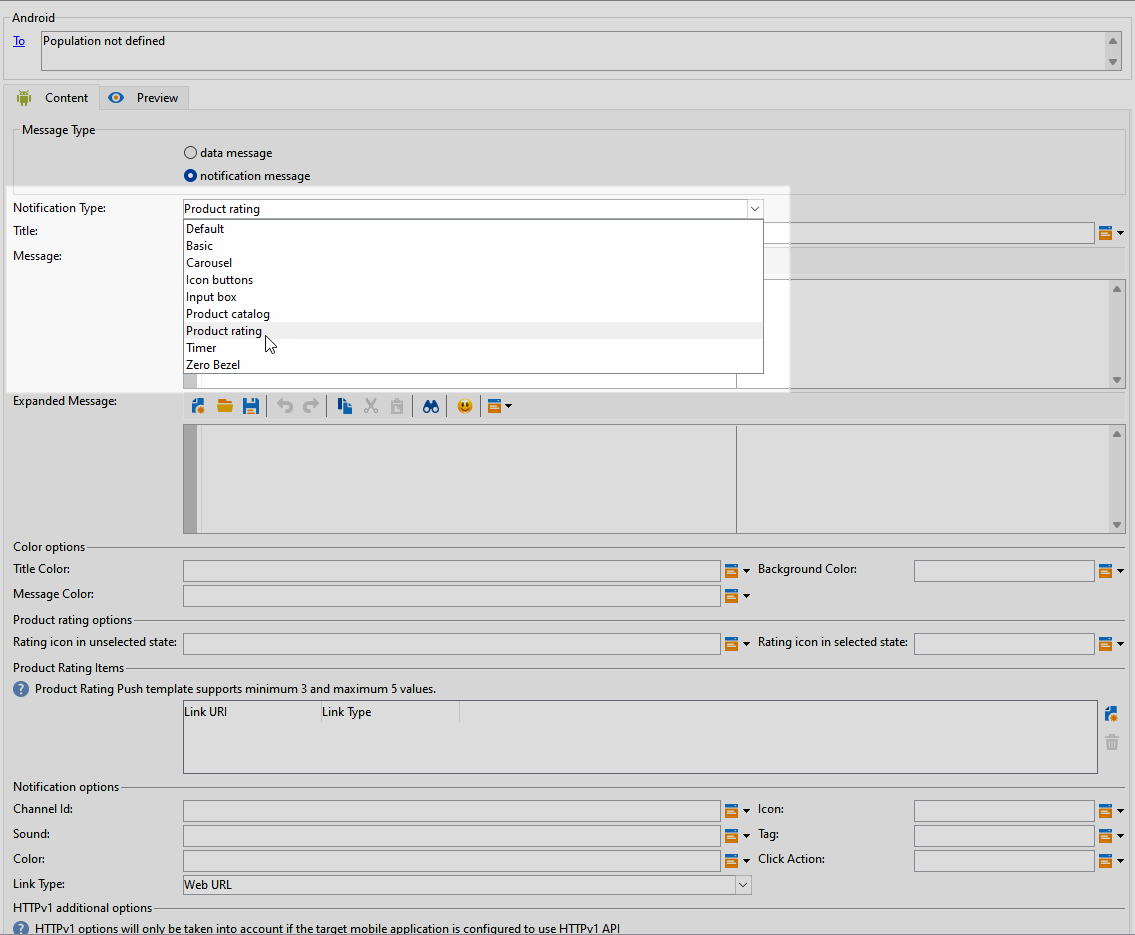 Android
To
Population not defined
Content
Preview
Message Type
data message
notification message
Notification Type:
Product rating
Title:
Message:
Default
Basic
Carousel
Icon buttons
Input box
Product catalog
Product rating
Timer
Zero Bezel
Expanded Message:
Color options
Title Color:
Background Color:
Message Color:
Product rating options
Rating icon in unselected state:
Rating icon in selected state:
Product Rating Items
Product Rating Push template supports minimum 3 and maximum 5 values.
Link URI
Link Type
Notification options
Channel Id:
Icon:
Sound:
Tag:
Color:
Click Action:
Link Type:
Web URL
HTTPv1 additional options
HTTPv1 options will only be taken into account if the target mobile application is configured to use HTTPv1 API